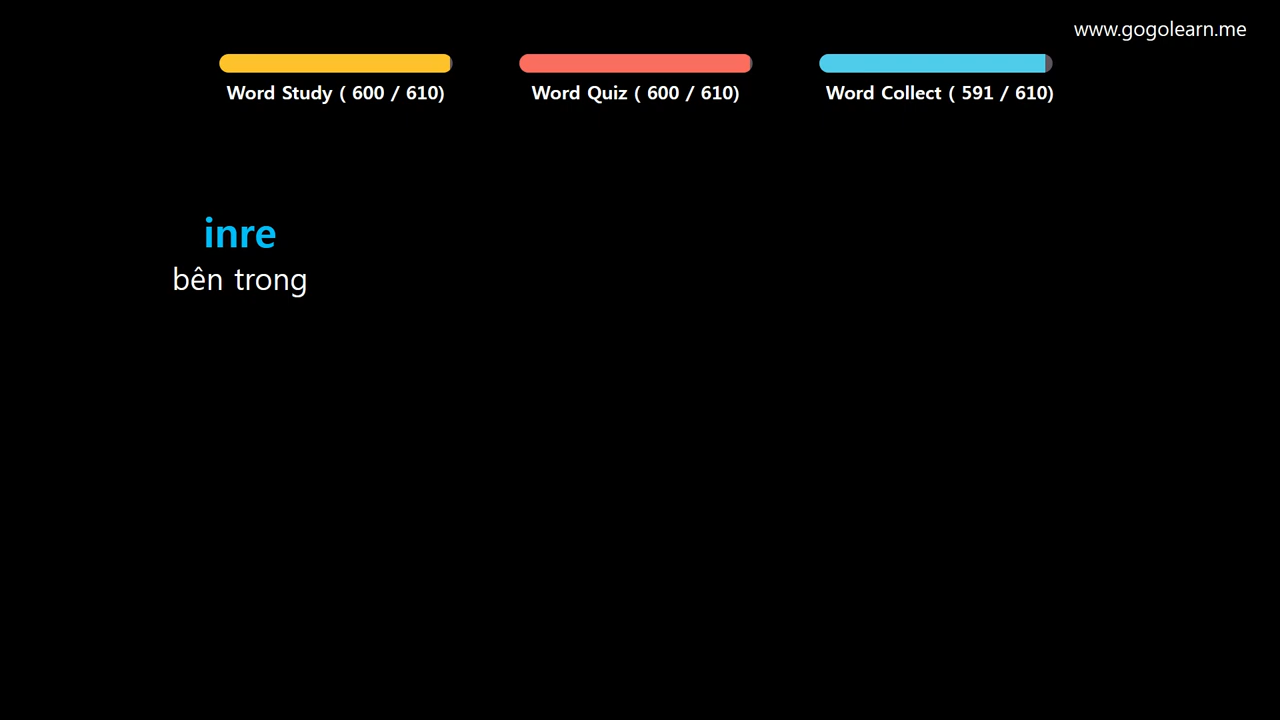 www.gogolearn.me
Word Study ( 600 / 610)
Word Quiz ( 600 / 610)
Word Collect ( 591 / 610)
inre
bên trong